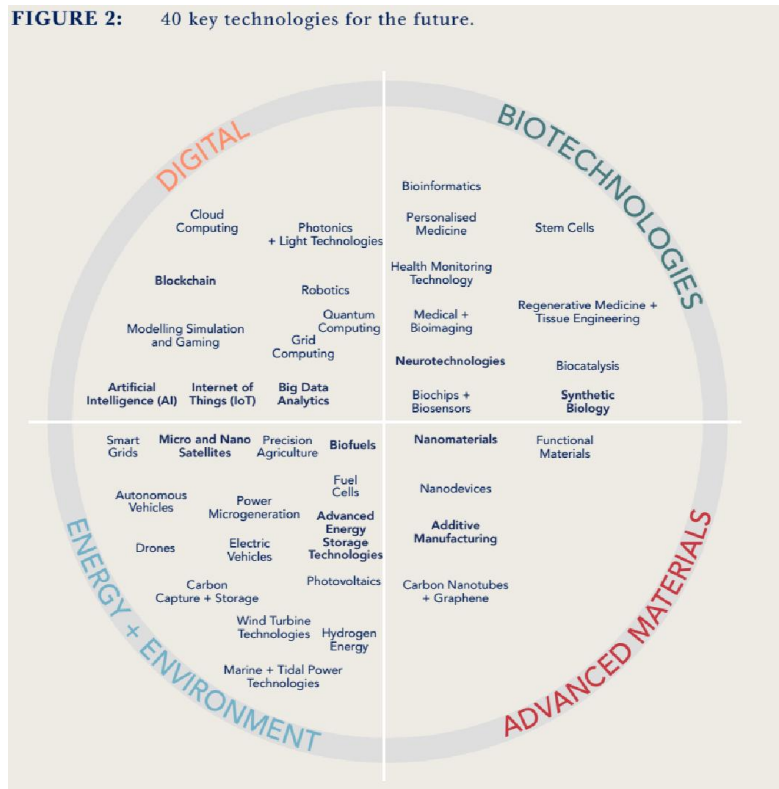 FIGURE 2: 40 key technologies for the future.
DIGITAL
Cloud
Computing
Photonics
+ Light Technologies
Blockchain
Robotics
Quantum
Computing
Modelling Simulation
and Gaming
Grid
Computing
Artificial
Intelligence (AI)
Internet of
Things (IoT)
Big Data
Analytics
BIOTECHNOLOGIES
Bioinformatics
Personalised
Medicine
Stem Cells
Health Monitoring
Technology
Regenerative Medicine +
Tissue Engineering
Medical +
Bioimaging
Neurotechnologies
Biocatalysis
Biochips +
Biosensors
Synthetic
Biology
ENERGY + ENVIRONMENT
Smart
Grids
Micro and Nano
Satellites
Precision
Agriculture
Biofuels
Fuel
Cells
Autonomous
Vehicles
Power
Microgeneration
Advanced
Energy
Storage
Technologies
Drones
Electric
Vehicles
Photovoltaics
Carbon
Capture + Storage
Wind Turbine
Technologies
Hydrogen
Energy
Marine + Tidal Power
Technologies
ADVANCED MATERIALS
Nanomaterials
Functional
Materials
Nanodevices
Additive
Manufacturing
Carbon Nanotubes
+ Graphene